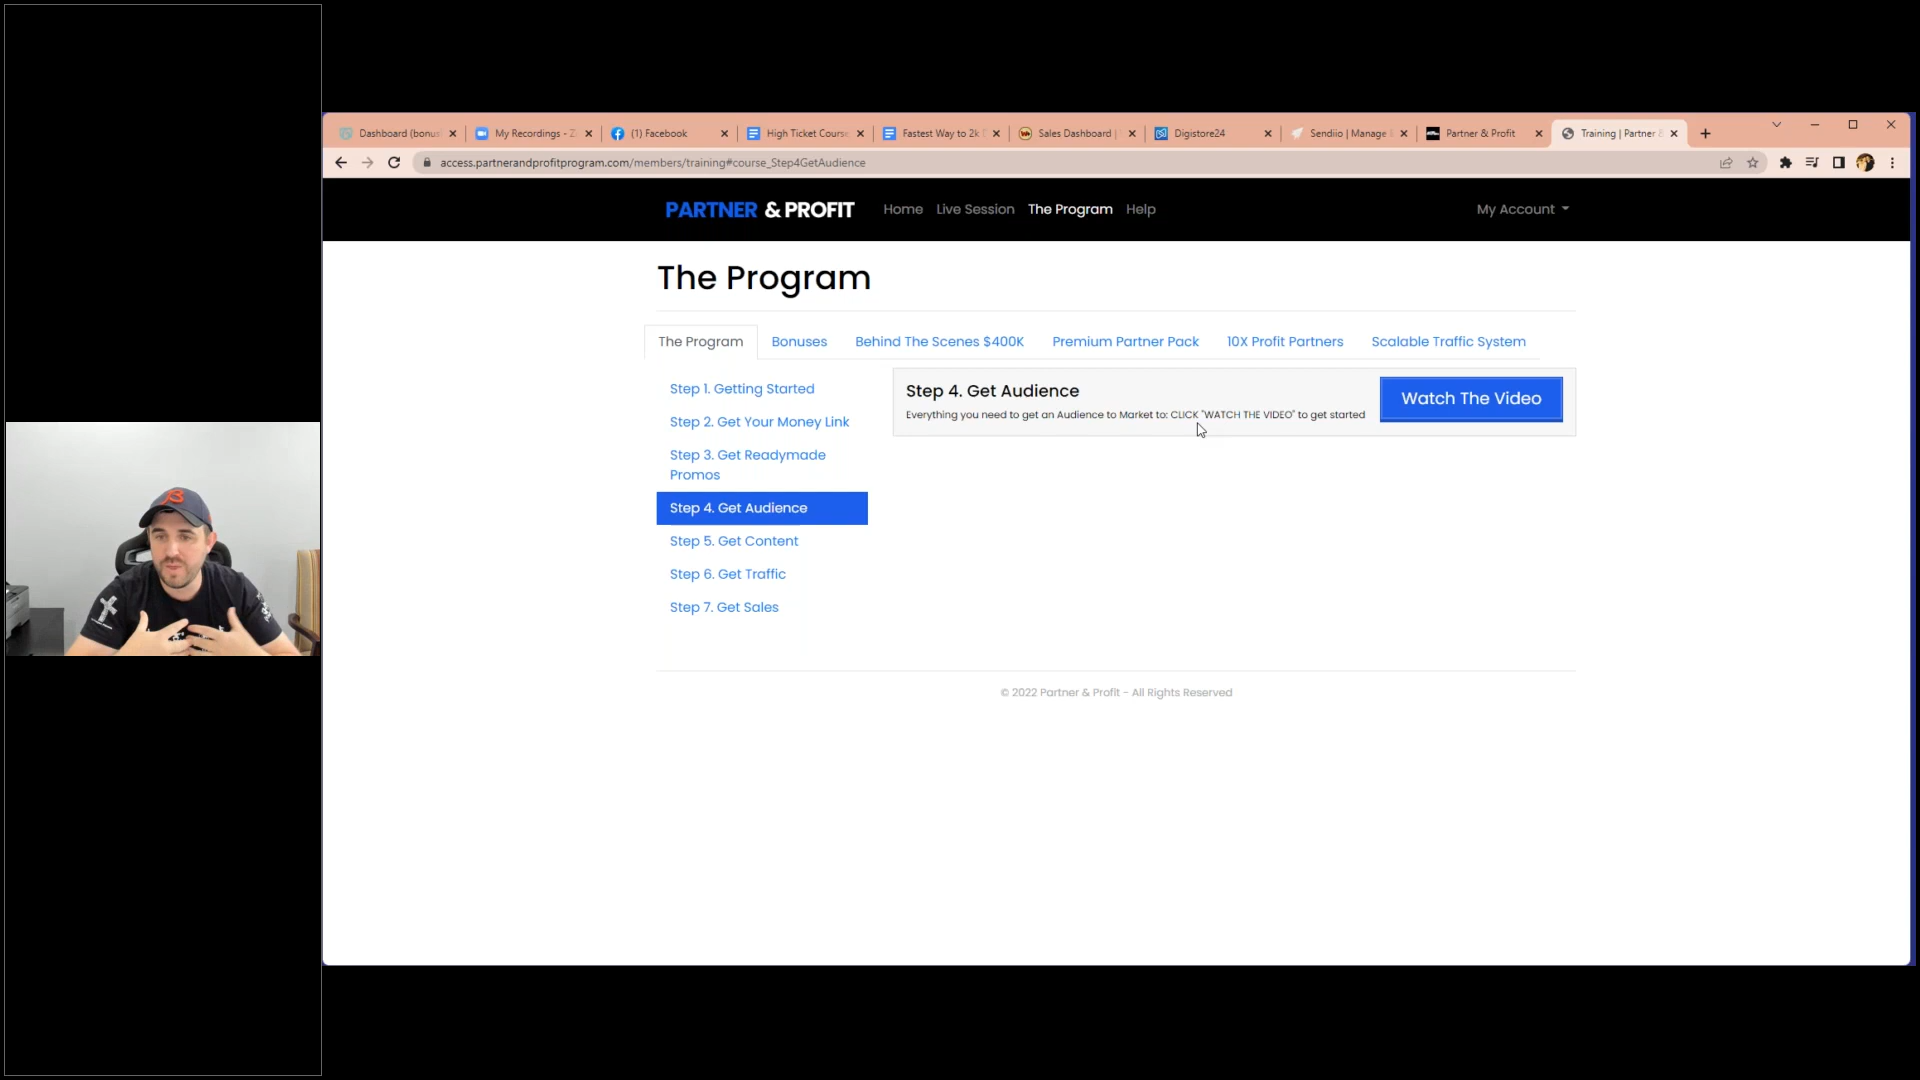 Dashboard (bonu
My Recordings - Z
(1) Facebook
High Ticket Course
Fastest Way to 2k
Sales Dashboard |
Digistore24
Sendiio | Manage
Partner & Profit
Training | Partner &
access.partnerandprofitprogram.com/members/training#course_Step4GetAudience
PARTNER & PROFIT
Home
Live Session
The Program
Help
My Account
The Program
The Program
Bonuses
Behind The Scenes $400K
Premium Partner Pack
10X Profit Partners
Scalable Traffic System
Step 1. Getting Started
Step 2. Get Your Money Link
Step 3. Get Readymade
Promos
Step 4. Get Audience
Step 5. Get Content
Step 6. Get Traffic
Step 7. Get Sales
Step 4. Get Audience
Everything you need to get an Audience to Market to: CLICK "WATCH THE VIDEO" to get started
Watch The Video
© 2022 Partner & Profit - All Rights Reserved